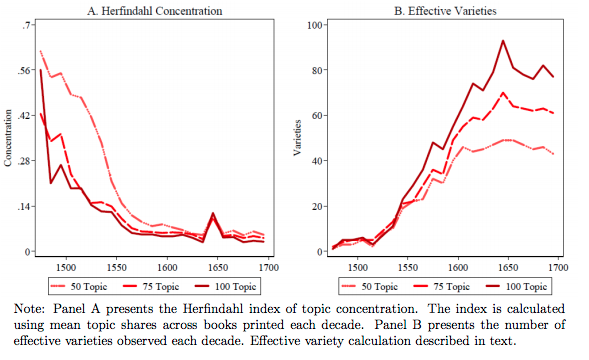 A. Herfindahl Concentration
.7
.56
.42
.28
.14
0
Concentration
1500 1550 1600 1650 1700
50 Topic 75 Topic 100 Topic
B. Effective Varieties
100
80
60
40
20
0
Varieties
1500 1550 1600 1650 1700
50 Topic 75 Topic 100 Topic
Note: Panel A presents the Herfindahl index of topic concentration. The index is calculated
using mean topic shares across books printed each decade. Panel B presents the number of
effective varieties observed each decade. Effective variety calculation described in text.